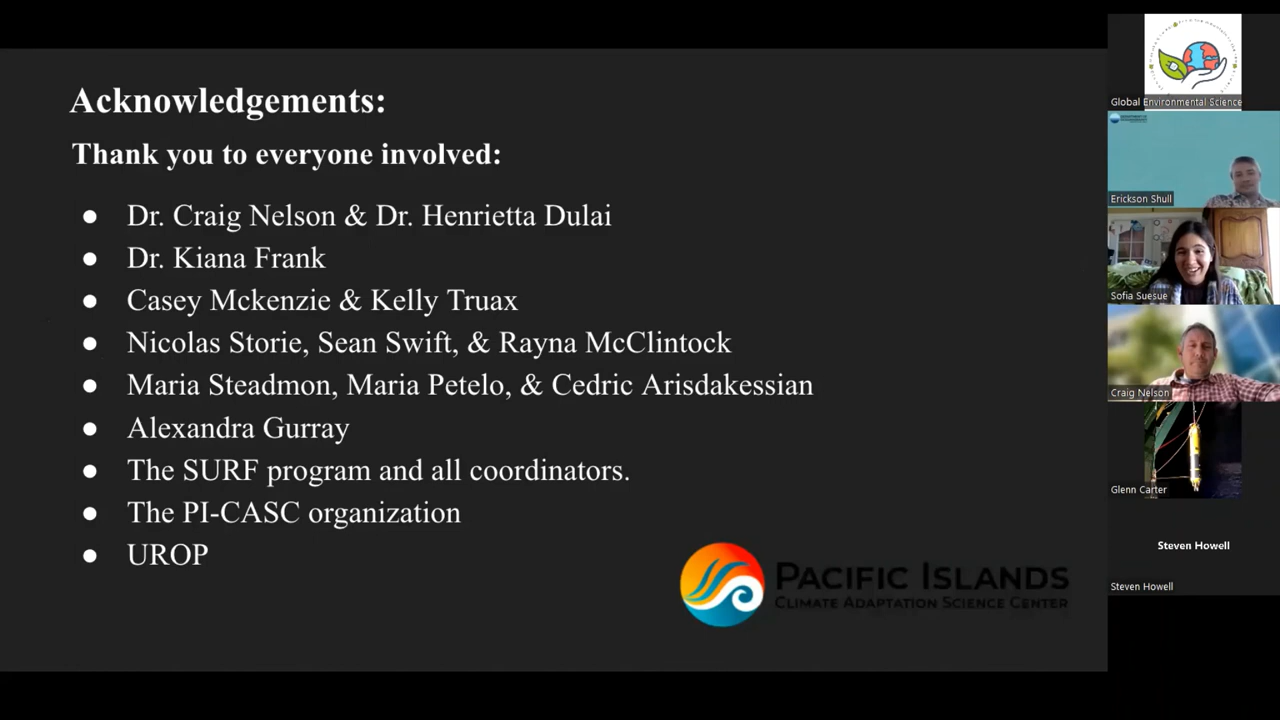 Acknowledgements:
Thank you to everyone involved:
● Dr. Craig Nelson & Dr. Henrietta Dulai
● Dr. Kiana Frank
● Casey Mckenzie & Kelly Truax
● Nicolas Storie, Sean Swift, & Rayna McClintock
● Maria Steadmon, Maria Petelo, & Cedric Arisdakessian
● Alexandra Gurray
● The SURF program and all coordinators.
● The PI-CASC organization
● UROP
Pacific Islands
Climate Adaptation Science Center
Global Environmental Science
Erickson Shull
Sofia Suesue
Craig Nelson
Glenn Carter
Steven Howell
Steven Howell